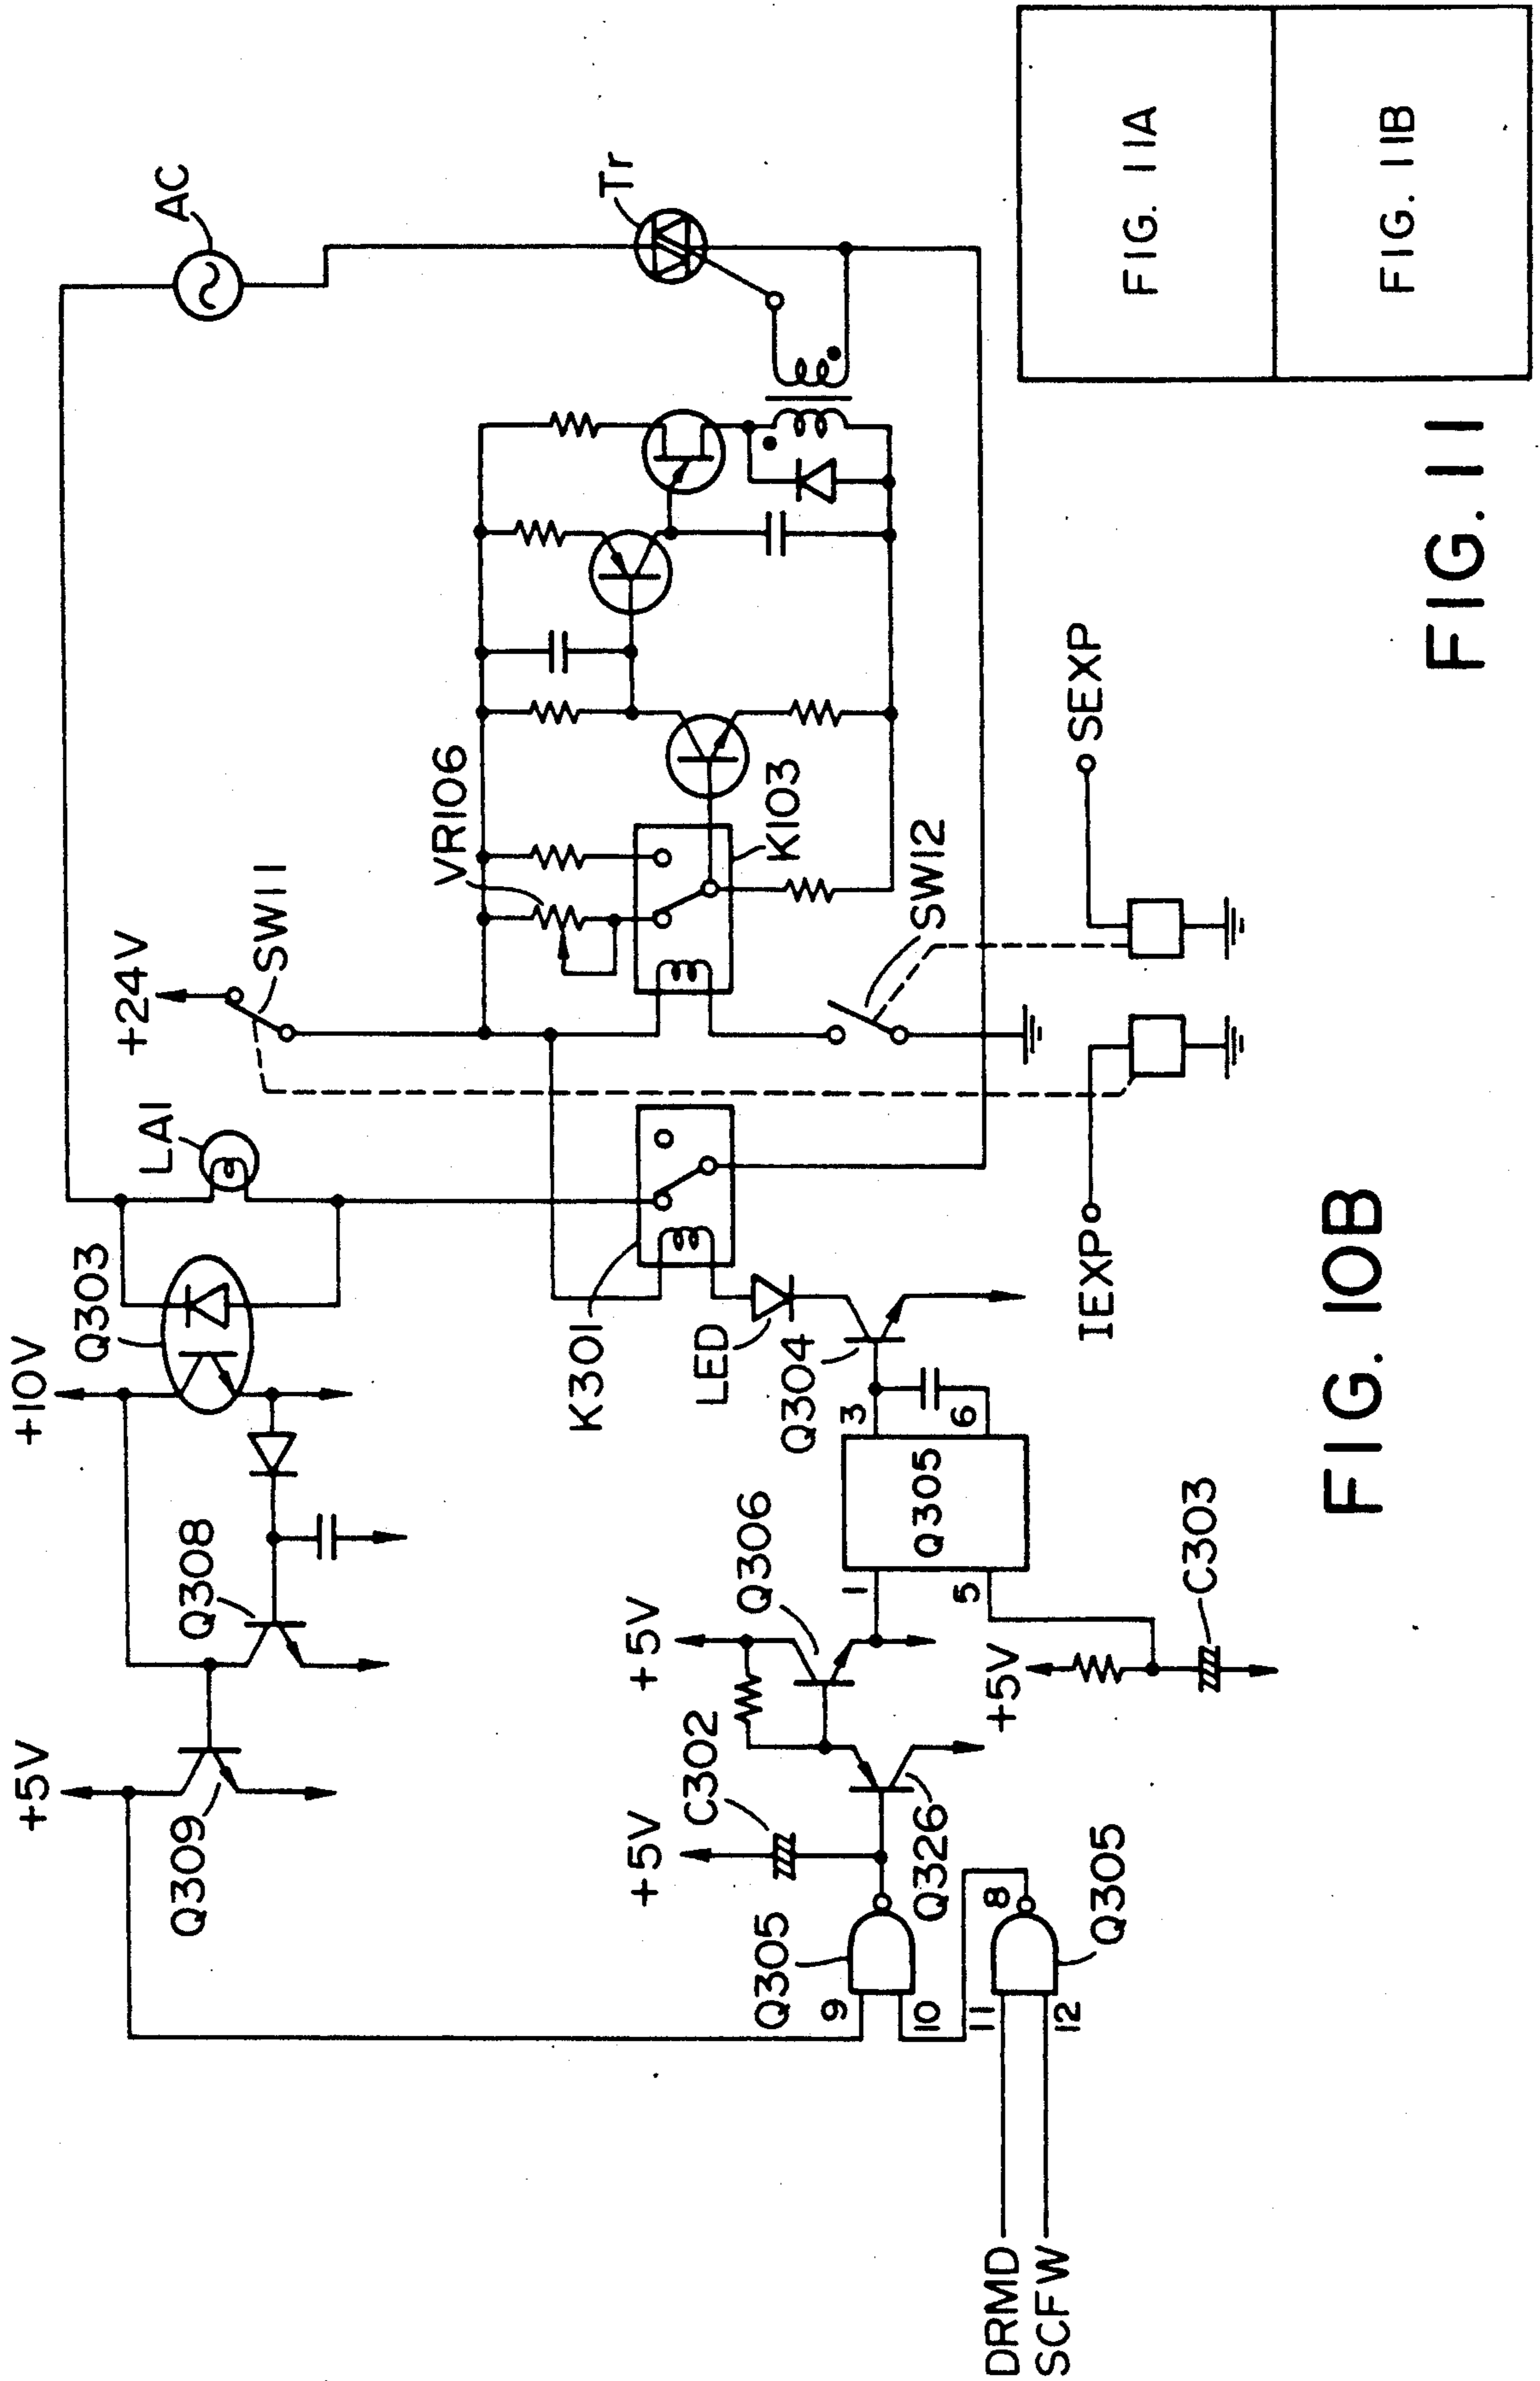 AC
Tr
+24V
SW11
VR106
K103
SW12
SEXP
IEXP
LA1
Q303
+10V
K301
LED
Q304
3
6
Q305
1
5
Q308
Q306
+5V
+5V
C303
+5V
Q309
+5V
C302
Q326
Q305
9
10
8
Q305
11
12
DRMD
SCFW
FIG. 10B
FIG. 11A
FIG. 11B
FIG. 11